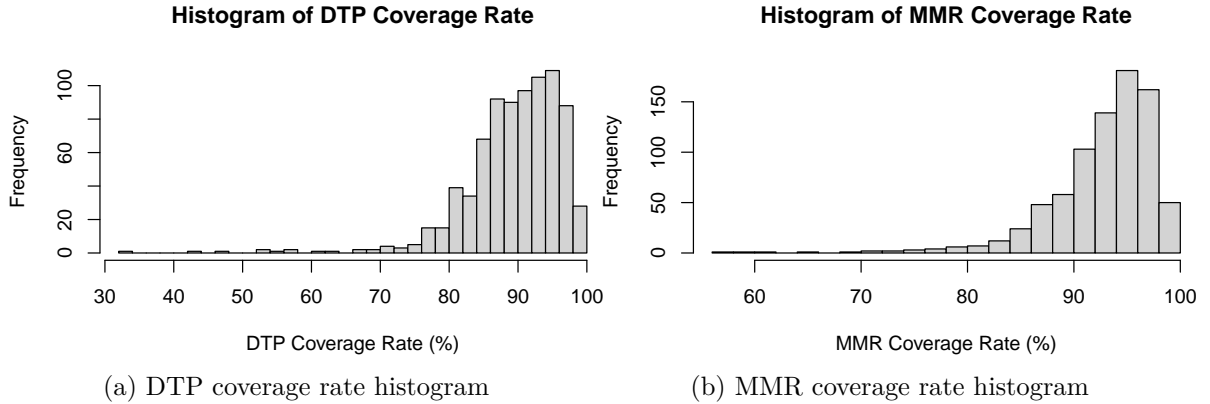 Histogram of DTP Coverage Rate
Frequency
0
20
60
100
30 40 50 60 70 80 90 100
DTP Coverage Rate (%)
(a) DTP coverage rate histogram
Histogram of MMR Coverage Rate
Frequency
0
50
100
150
60 70 80 90 100
MMR Coverage Rate (%)
(b) MMR coverage rate histogram